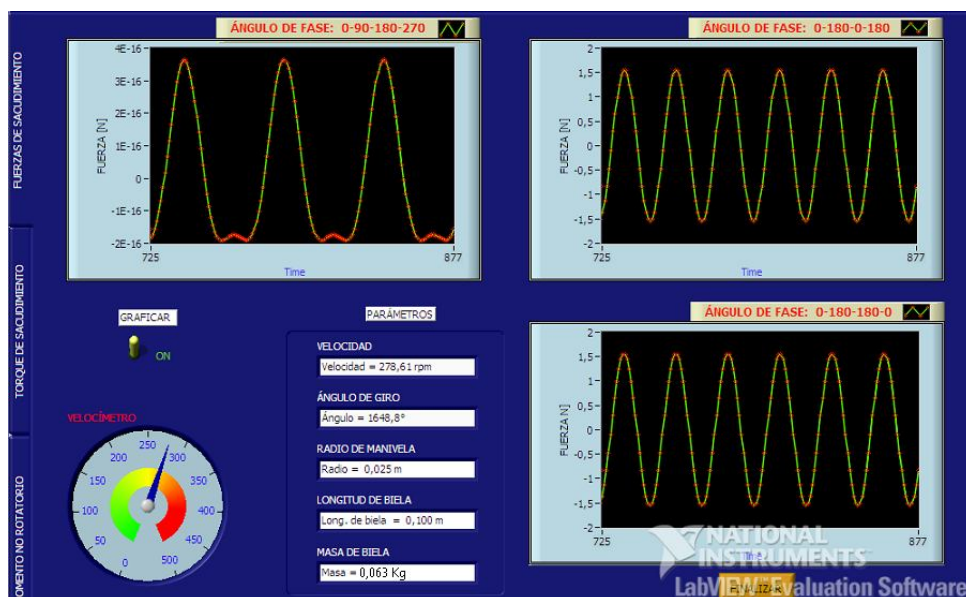 FUERZAS DE SACUDIMIENTO
TORQUE DE SACUDIMIENTO
OMENTO NO ROTATORIO
ÁNGULO DE FASE: 0-90-180-270
FUERZA [N]
4E-16
3E-16
2E-16
1E-16
0
-1E-16
-2E-16
725
877
Time
ÁNGULO DE FASE: 0-180-0-180
FUERZA [N]
2
1,5
1
0,5
0
-0,5
-1
-1,5
-2
725
877
Time
GRAFICAR
ON
VELOCÍMETRO
0
50
100
150
200
250
300
350
400
450
500
PARÁMETROS
VELOCIDAD
Velocidad = 278,61 rpm
ÁNGULO DE GIRO
Ángulo = 1648,8°
RADIO DE MANIVELA
Radio = 0,025 m
LONGITUD DE BIELA
Long. de biela = 0,100 m
MASA DE BIELA
Masa = 0,063 Kg
ÁNGULO DE FASE: 0-180-180-0
FUERZA N]
2
1,5
1
0,5
0
-0,5
-1
-1,5
-2
725
877
Time
NATIONAL
INSTRUMENTS™
LabVIEW™ Evaluation Software
FINALIZAR